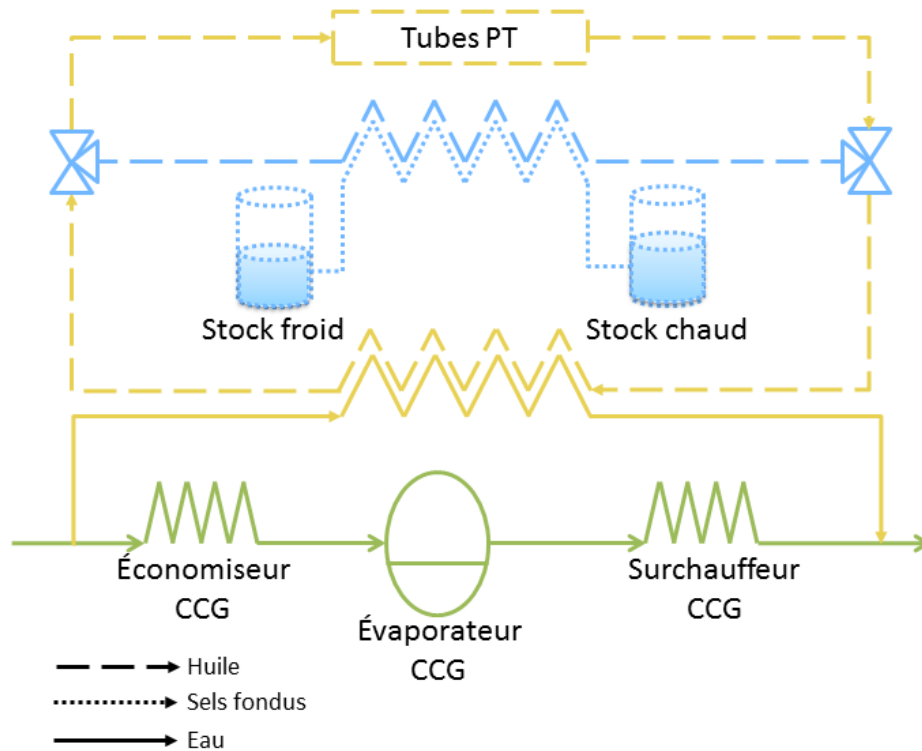 Tubes PT
Stock froid
Stock chaud
Économiseur
CCG
Évaporateur
CCG
Surchauffeur
CCG
Huile
Sels fondus
Eau